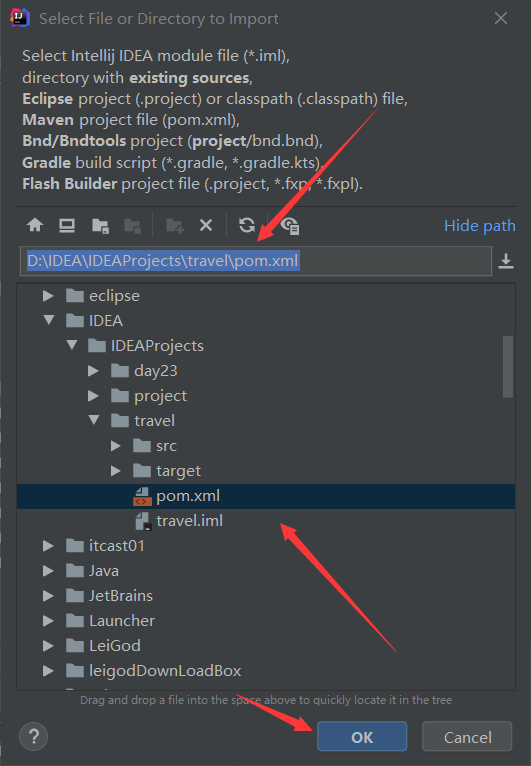 Select File or Directory to Import
Select Intellij IDEA module file (*.iml),
directory with existing sources,
Eclipse project (.project) or classpath (.classpath) file,
Maven project file (pom.xml),
Bnd/Bndtools project (project/bnd.bnd),
Gradle build script (*.gradle, *.gradle.kts),
Flash Builder project file (.project, *.fxp, *.fxpl).
Hide path
D:\IDEA\IDEAProjects\travel\pom.xml
eclipse
IDEA
IDEAProjects
day23
project
travel
src
target
pom.xml
travel.iml
itcast01
Java
JetBrains
Launcher
LeiGod
leigodDownLoadBox
Drag and drop a file into the space above to quickly locate it in the tree
? OK Cancel